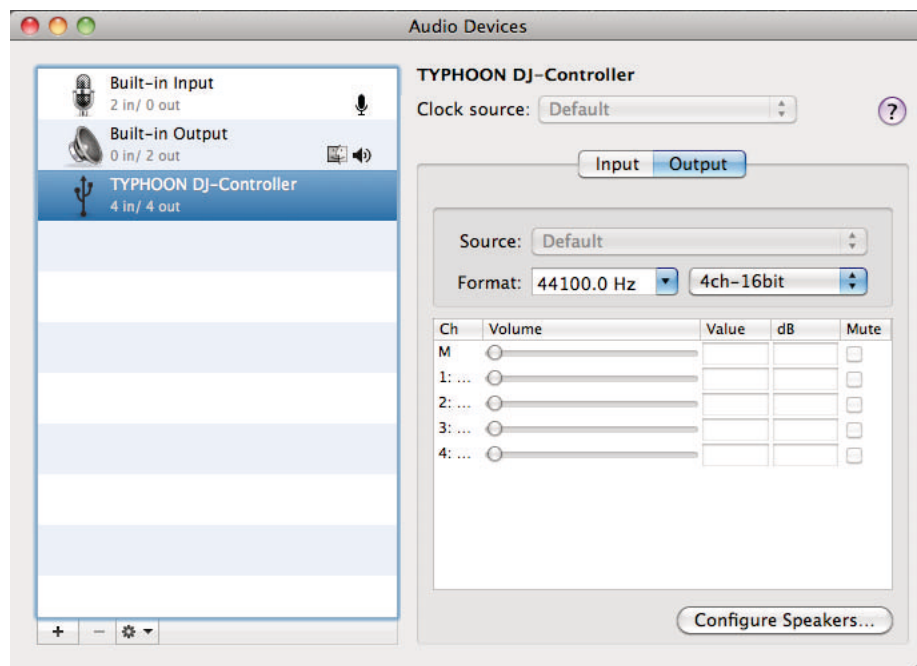 Audio Devices
Built-in Input
2 in/ 0 out
Built-in Output
0 in/ 2 out
TYPHOON DJ-Controller
4 in/ 4 out
+ −
TYPHOON DJ-Controller
Clock source: Default
?
Input Output
Source: Default
Format: 44100.0 Hz 4ch-16bit
Ch Volume Value dB Mute
M
1: ...
2: ...
3: ...
4: ...
Configure Speakers...